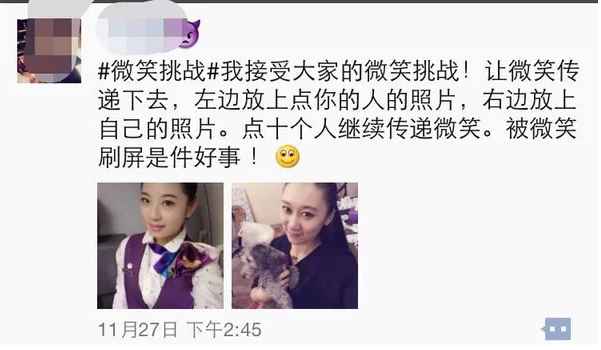 #微笑挑战#我接受大家的微笑挑战！让微笑传
递下去，左边放上点你的人的照片，右边放上
自己的照片。点十个人继续传递微笑。被微笑
刷屏是件好事！
11月27日 下午2:45